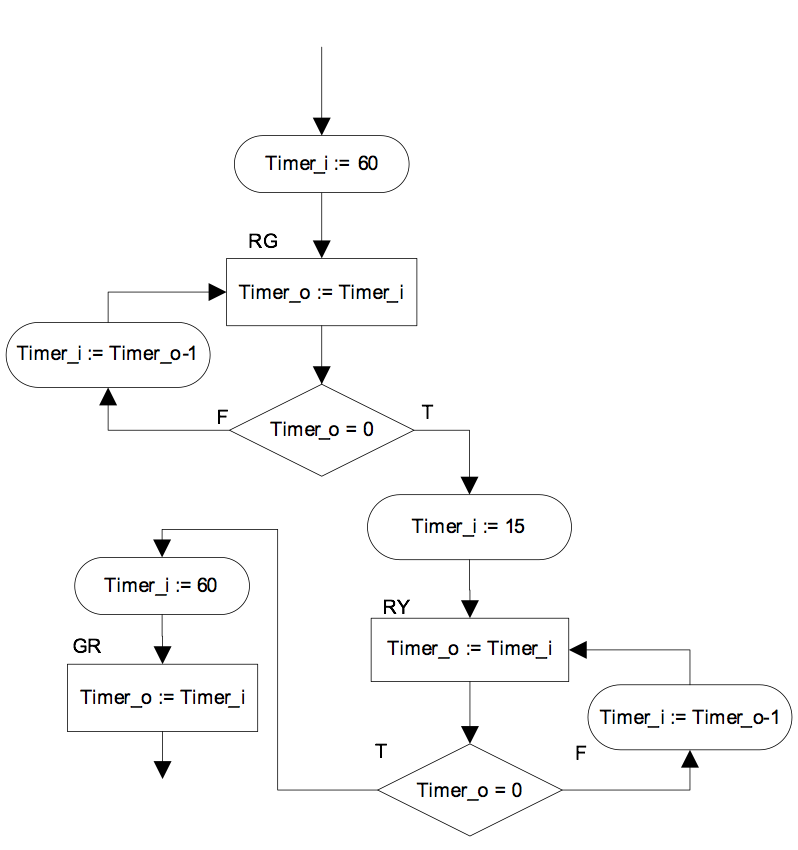 Timer_i := 60
RG
Timer_o := Timer_i
Timer_i := Timer_o-1
F
Timer_o = 0
T
Timer_i := 15
RY
Timer_o := Timer_i
Timer_i := Timer_o-1
T
Timer_o = 0
F
Timer_i := 60
GR
Timer_o := Timer_i